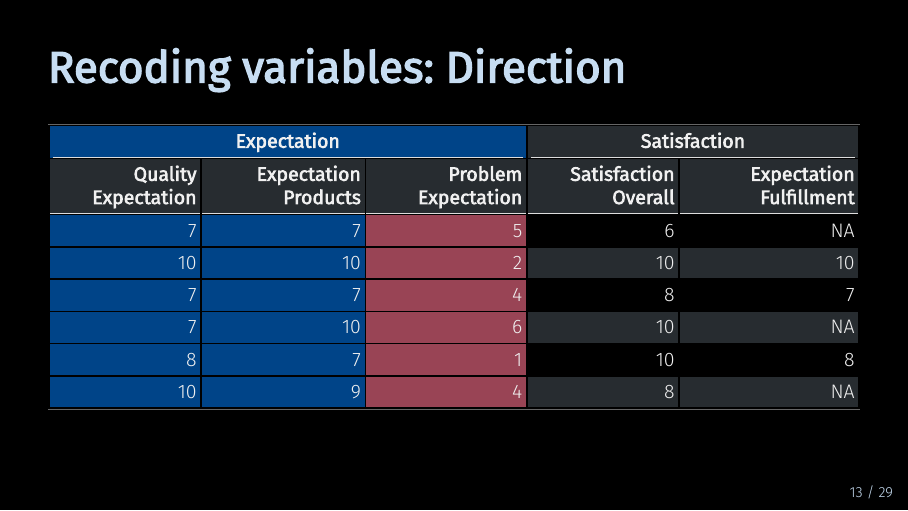 Recoding variables: Direction
Expectation Satisfaction
Quality Expectation Problem Satisfaction Expectation
Expectation Products Expectation Overall Fulfillment
7 7 5 6 NA
10 10 2 10 10
7 7 4 8 7
7 10 6 10 NA
8 7 1 10 8
10 9 4 8 NA
13 / 29